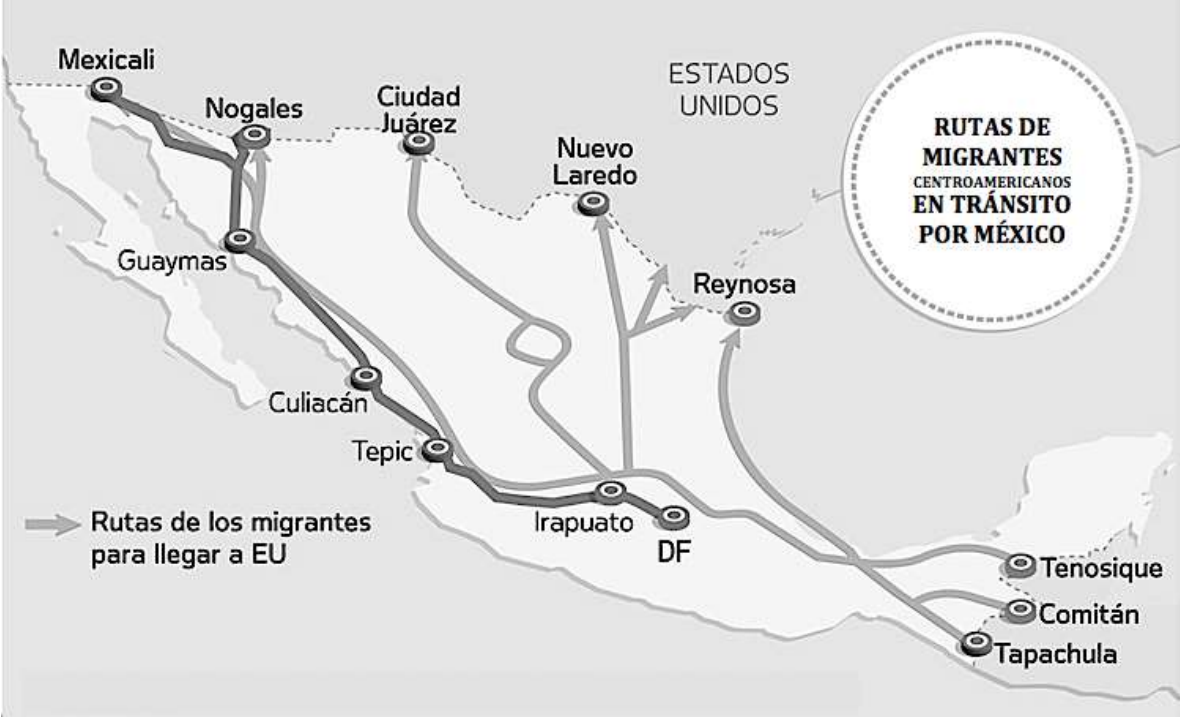 Mexicali
Nogales
Ciudad
Juárez
ESTADOS
UNIDOS
Nuevo
Laredo
RUTAS DE
MIGRANTES
CENTROAMERICANOS
EN TRÁNSITO
POR MÉXICO
Guaymas
Reynosa
Culiacán
Tepic
Irapuato
DF
Rutas de los migrantes
para llegar a EU
Tenosique
Comitán
Tapachula